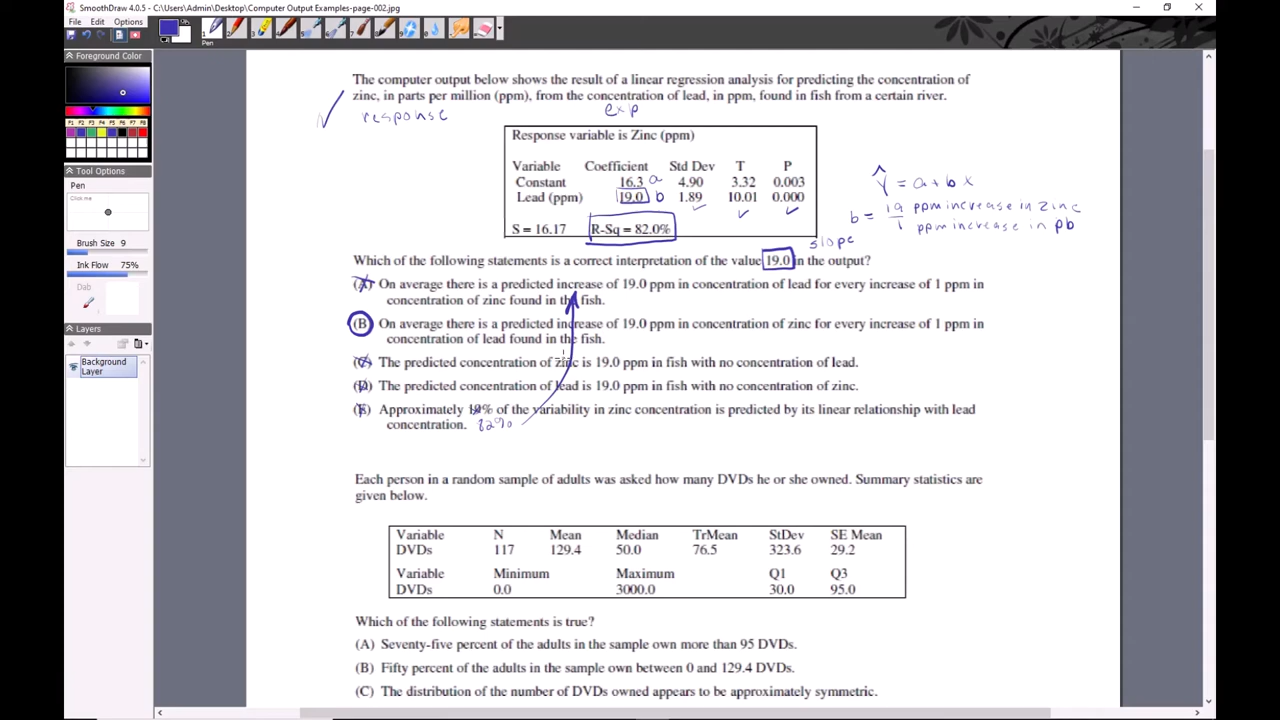 SmoothDraw 4.0.5 - C:\Users\Admin\Desktop\Computer Output Examples-page-002.jpg
File Edit Options
Pen
Foreground Color
F1 F2 F3 F4 F5 F6 F7 F8
Tool Options
Pen
Click me
Brush Size 9
Ink Flow 75%
Dab
Layers
Background
Layer
The computer output below shows the result of a linear regression analysis for predicting the concentration of
zinc, in parts per million (ppm), from the concentration of lead, in ppm, found in fish from a certain river.
response exp
Response variable is Zinc (ppm)
Variable Coefficient Std Dev T P
Constant 16.3 a 4.90 3.32 0.003
Lead (ppm) 19.0 b 1.89 10.01 0.000
S = 16.17 R-Sq = 82.0%
ŷ = a + b x
b = 19 ppm increase in zinc
1 ppm increase in pb
slope
Which of the following statements is a correct interpretation of the value 19.0 in the output?
(A) On average there is a predicted increase of 19.0 ppm in concentration of lead for every increase of 1 ppm in
concentration of zinc found in the fish.
(B) On average there is a predicted increase of 19.0 ppm in concentration of zinc for every increase of 1 ppm in
concentration of lead found in the fish.
(C) The predicted concentration of zinc is 19.0 ppm in fish with no concentration of lead.
(D) The predicted concentration of lead is 19.0 ppm in fish with no concentration of zinc.
(E) Approximately 19% of the variability in zinc concentration is predicted by its linear relationship with lead
concentration. 82%
Each person in a random sample of adults was asked how many DVDs he or she owned. Summary statistics are
given below.
Variable N Mean Median TrMean StDev SE Mean
DVDs 117 129.4 50.0 76.5 323.6 29.2
Variable Minimum Maximum Q1 Q3
DVDs 0.0 3000.0 30.0 95.0
Which of the following statements is true?
(A) Seventy-five percent of the adults in the sample own more than 95 DVDs.
(B) Fifty percent of the adults in the sample own between 0 and 129.4 DVDs.
(C) The distribution of the number of DVDs owned appears to be approximately symmetric.